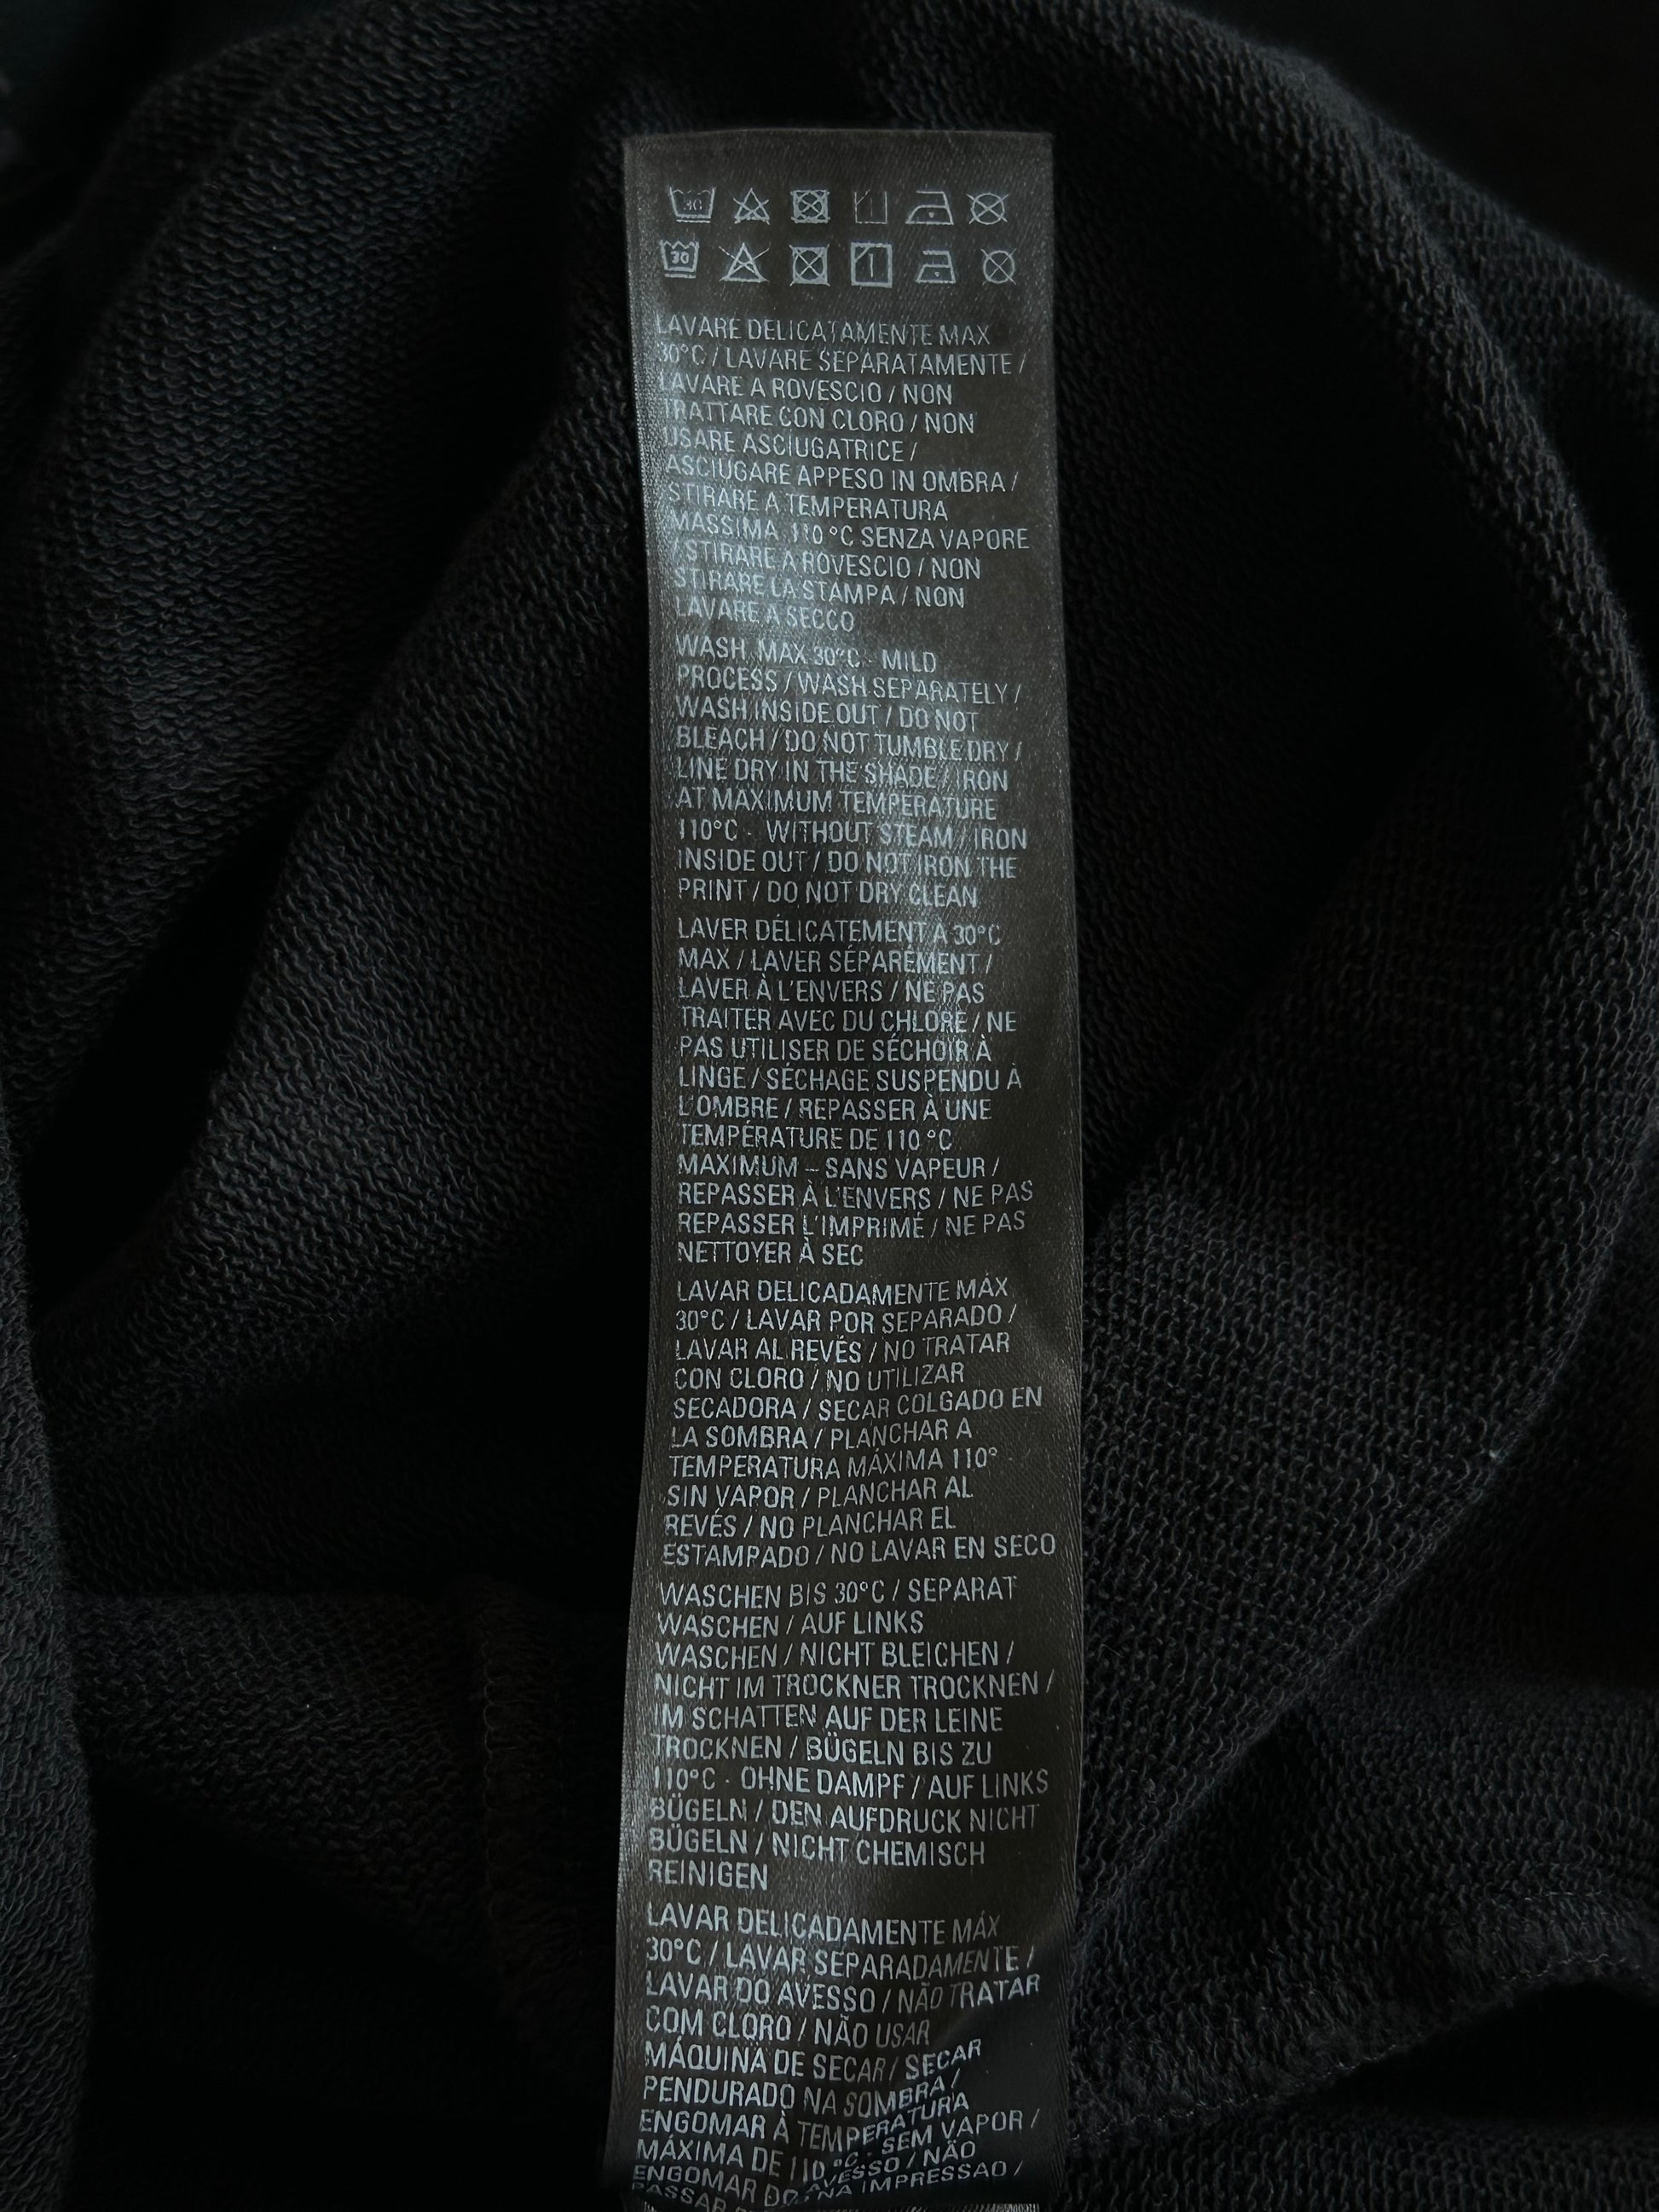 30
30
LAVARE DELICATAMENTE MAX
30°C / LAVARE SEPARATAMENTE /
LAVARE A ROVESCIO / NON
TRATTARE CON CLORO / NON
USARE ASCIUGATRICE /
ASCIUGARE APPESO IN OMBRA /
STIRARE A TEMPERATURA
MASSIMA 110°C SENZA VAPORE
/ STIRARE A ROVESCIO / NON
STIRARE LA STAMPA / NON
LAVARE A SECCO
WASH MAX 30°C - MILD
PROCESS / WASH SEPARATELY /
WASH INSIDE OUT / DO NOT
BLEACH / DO NOT TUMBLE DRY /
LINE DRY IN THE SHADE / IRON
AT MAXIMUM TEMPERATURE
110°C - WITHOUT STEAM / IRON
INSIDE OUT / DO NOT IRON THE
PRINT / DO NOT DRY CLEAN
LAVER DÉLICATEMENT A 30°C
MAX / LAVER SÉPARÉMENT /
LAVER À L'ENVERS / NE PAS
TRAITER AVEC DU CHLORE / NE
PAS UTILISER DE SÉCHOIR À
LINGE / SÉCHAGE SUSPENDU À
L'OMBRE / REPASSER À UNE
TEMPÉRATURE DE 110 °C
MAXIMUM – SANS VAPEUR /
REPASSER À L'ENVERS / NE PAS
REPASSER L'IMPRIMÉ / NE PAS
NETTOYER À SEC
LAVAR DELICADAMENTE MÁX
30°C / LAVAR POR SEPARADO /
LAVAR AL REVÉS / NO TRATAR
CON CLORO / NO UTILIZAR
SECADORA / SECAR COLGADO EN
LA SOMBRA / PLANCHAR A
TEMPERATURA MÁXIMA 110° -
SIN VAPOR / PLANCHAR AL
REVÉS / NO PLANCHAR EL
ESTAMPADO / NO LAVAR EN SECO
WASCHEN BIS 30°C / SEPARAT
WASCHEN / AUF LINKS
WASCHEN / NICHT BLEICHEN /
NICHT IM TROCKNER TROCKNEN /
IM SCHATTEN AUF DER LEINE
TROCKNEN / BÜGELN BIS ZU
110°C - OHNE DAMPF / AUF LINKS
BÜGELN / DEN AUFDRUCK NICHT
BÜGELN / NICHT CHEMISCH
REINIGEN
LAVAR DELICADAMENTE MÁX
30°C / LAVAR SEPARADAMENTE /
LAVAR DO AVESSO / NÃO TRATAR
COM CLORO / NÃO USAR
MÁQUINA DE SECAR / SECAR
PENDURADO NA SOMBRA /
ENGOMAR À TEMPERATURA
MÁXIMA DE 110 °C - SEM VAPOR /
ENGOMAR DO AVESSO / NÃO
PASSAR NA IMPRESSAO /